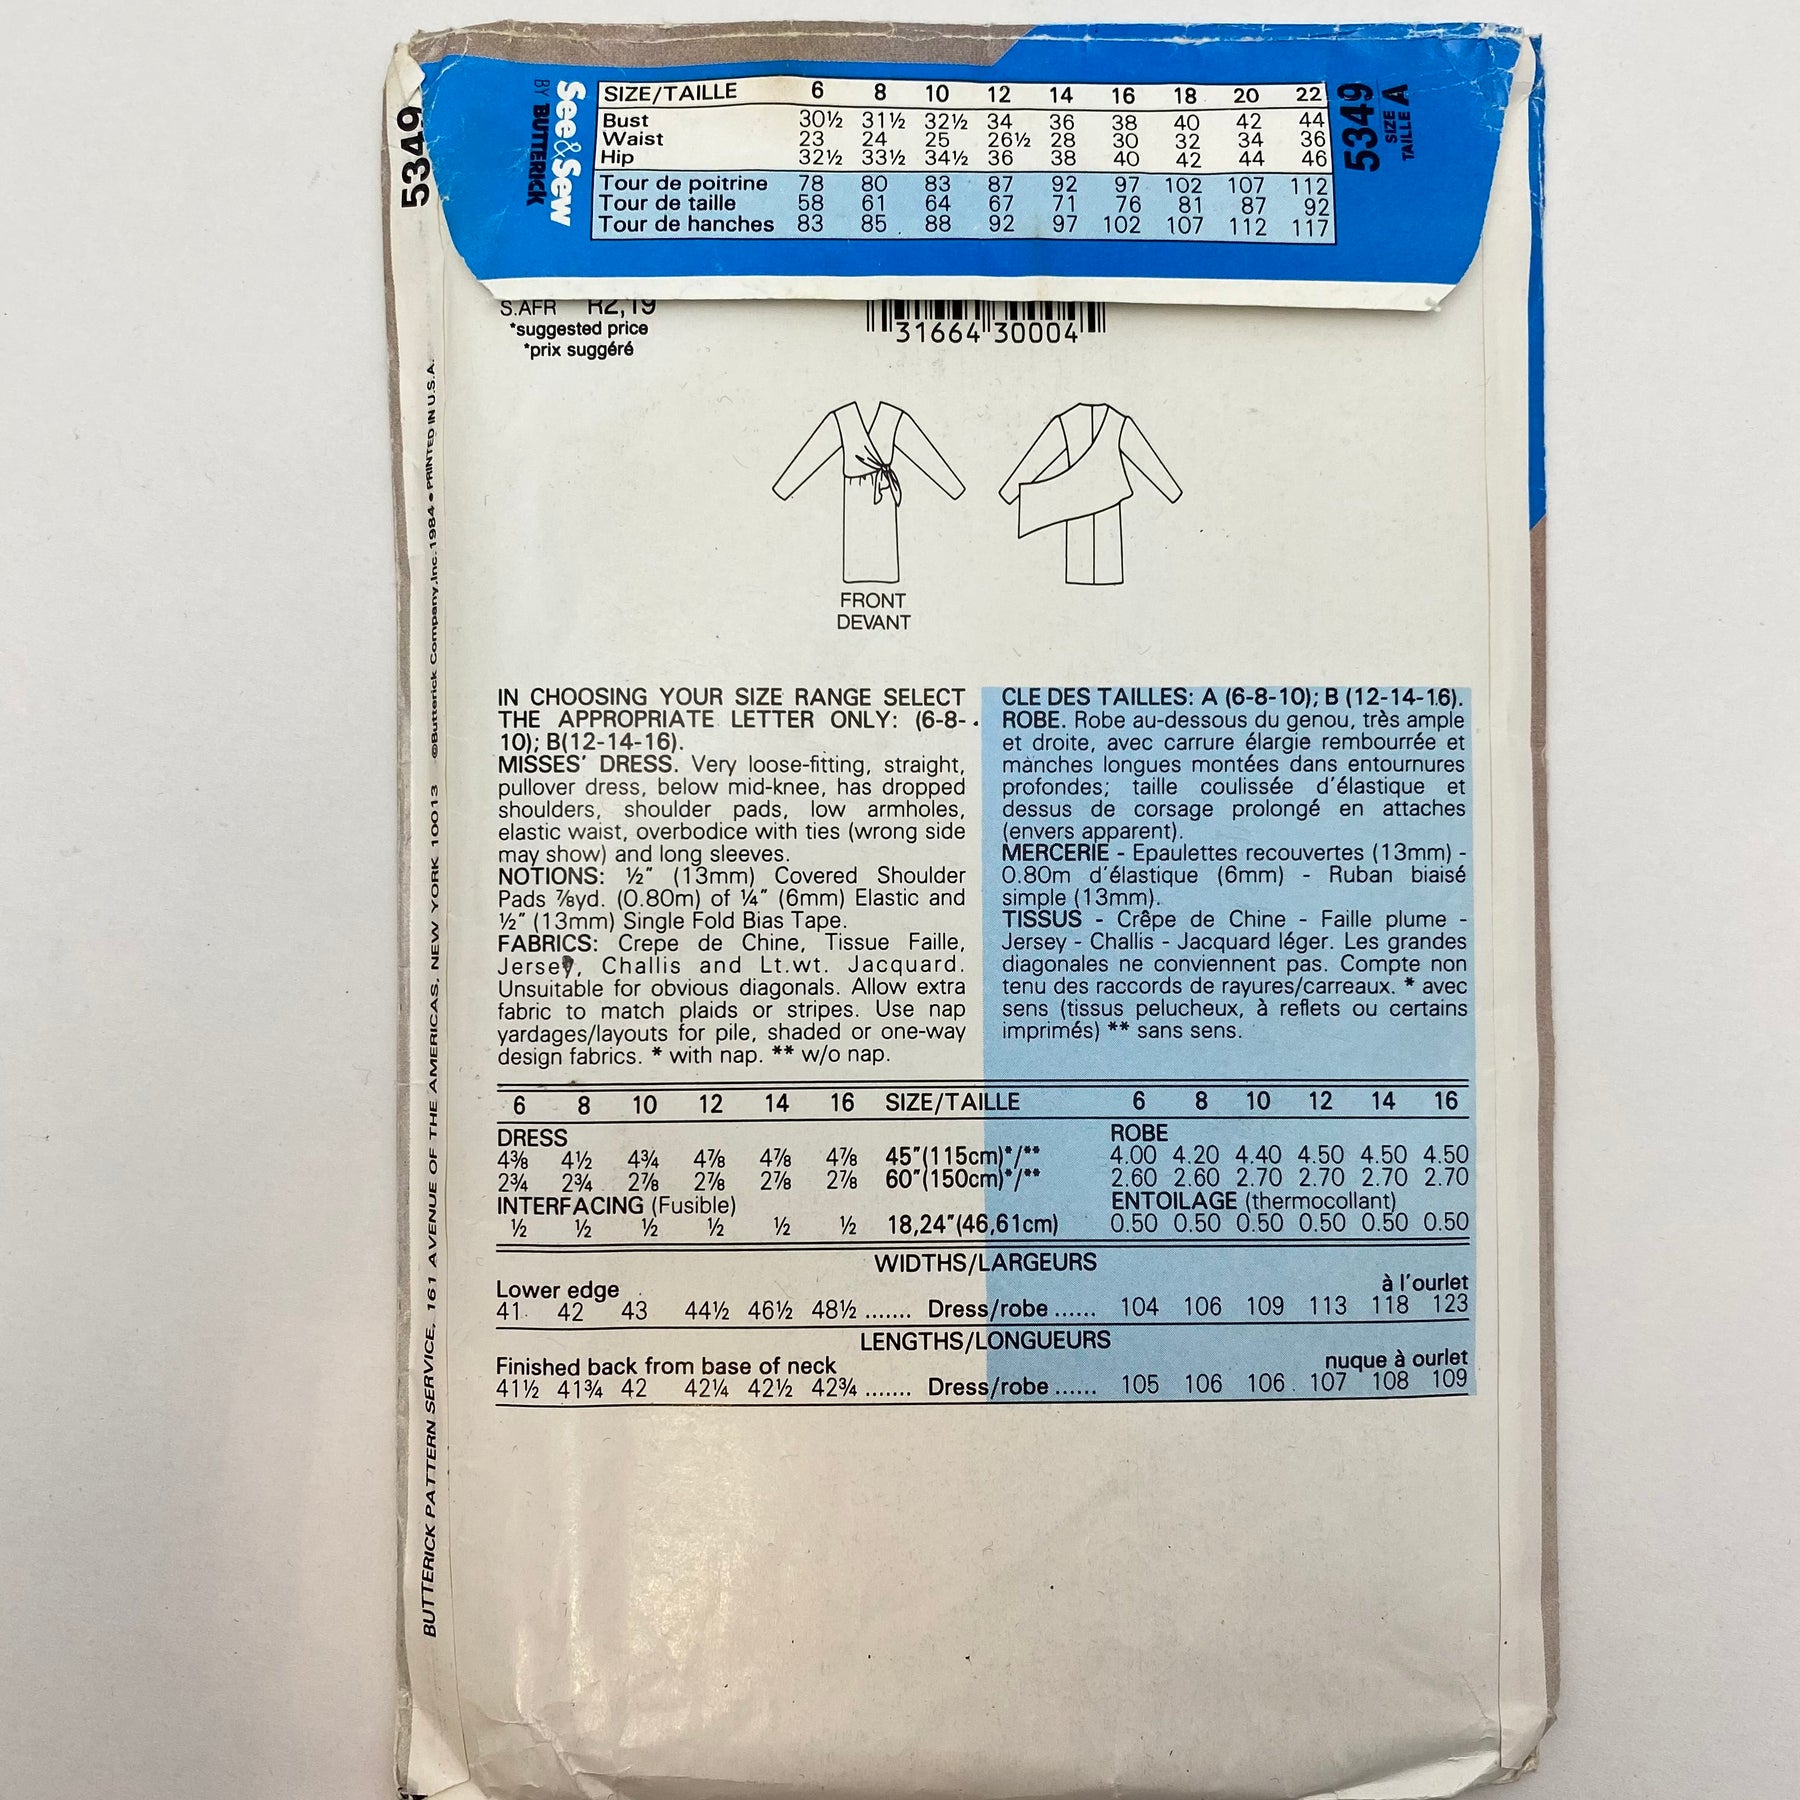 5349
See&Sew
BY BUTTERICK
SIZE/TAILLE 6 8 10 12 14 16 18 20 22
Bust 30½ 31½ 32½ 34 36 38 40 42 44
Waist 23 24 25 26½ 28 30 32 34 36
Hip 32½ 33½ 34½ 36 38 40 42 44 46
Tour de poitrine 78 80 83 87 92 97 102 107 112
Tour de taille 58 61 64 67 71 76 81 87 92
Tour de hanches 83 85 88 92 97 102 107 112 117
5349
SIZE
TAILLE A
S.AFR R2,19
*suggested price
*prix suggéré
31664 30004
FRONT
DEVANT
IN CHOOSING YOUR SIZE RANGE SELECT
THE APPROPRIATE LETTER ONLY: (6-8-
10); B(12-14-16).
MISSES' DRESS. Very loose-fitting, straight,
pullover dress, below mid-knee, has dropped
shoulders, shoulder pads, low armholes,
elastic waist, overbodice with ties (wrong side
may show) and long sleeves.
NOTIONS: ½" (13mm) Covered Shoulder
Pads ⅞yd. (0.80m) of ¼" (6mm) Elastic and
½" (13mm) Single Fold Bias Tape.
FABRICS: Crepe de Chine, Tissue Faille,
Jersey, Challis and Lt.wt. Jacquard.
Unsuitable for obvious diagonals. Allow extra
fabric to match plaids or stripes. Use nap
yardages/layouts for pile, shaded or one-way
design fabrics. * with nap. ** w/o nap.
CLE DES TAILLES: A (6-8-10); B (12-14-16).
ROBE. Robe au-dessous du genou, très ample
et droite, avec carrure élargie rembourrée et
manches longues montées dans entournures
profondes; taille coulissée d'élastique et
dessus de corsage prolongé en attaches
(envers apparent).
MERCERIE - Epaulettes recouvertes (13mm) -
0.80m d'élastique (6mm) - Ruban biaisé
simple (13mm).
TISSUS - Crêpe de Chine - Faille plume -
Jersey - Challis - Jacquard léger. Les grandes
diagonales ne conviennent pas. Compte non
tenu des raccords de rayures/carreaux. * avec
sens (tissus pelucheux, à reflets ou certains
imprimés) ** sans sens.
6 8 10 12 14 16 SIZE/TAILLE 6 8 10 12 14 16
DRESS ROBE
4⅜ 4½ 4¾ 4⅞ 4⅞ 4⅞ 45"(115cm)*/** 4.00 4.20 4.40 4.50 4.50 4.50
2¾ 2¾ 2⅞ 2⅞ 2⅞ 2⅞ 60"(150cm)*/** 2.60 2.60 2.70 2.70 2.70 2.70
INTERFACING (Fusible) ENTOILAGE (thermocollant)
½ ½ ½ ½ ½ ½ 18,24"(46,61cm) 0.50 0.50 0.50 0.50 0.50 0.50
WIDTHS/LARGEURS
Lower edge à l'ourlet
41 42 43 44½ 46½ 48½ ....... Dress/robe ...... 104 106 109 113 118 123
LENGTHS/LONGUEURS
Finished back from base of neck nuque à ourlet
41½ 41¾ 42 42¼ 42½ 42¾ ....... Dress/robe ...... 105 106 106 107 108 109
BUTTERICK PATTERN SERVICE, 161 AVENUE OF THE AMERICAS, NEW YORK 10013 ©Butterick Company, Inc. 1984 • PRINTED IN U.S.A.